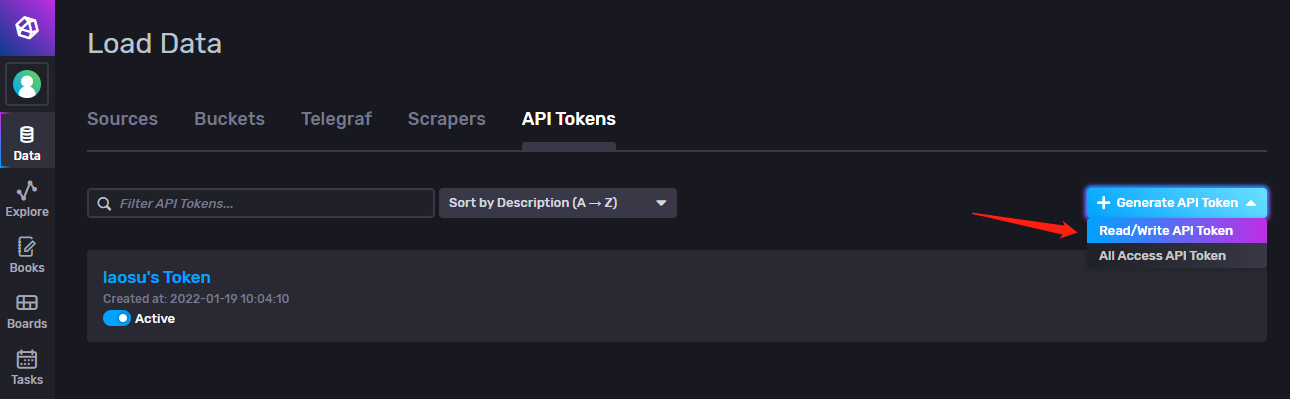 Load Data
Data
Explore
Books
Boards
Tasks
Sources Buckets Telegraf Scrapers API Tokens
Filter API Tokens... Sort by Description (A → Z) + Generate API Token
Read/Write API Token
All Access API Token
laosu's Token
Created at: 2022-01-19 10:04:10
Active